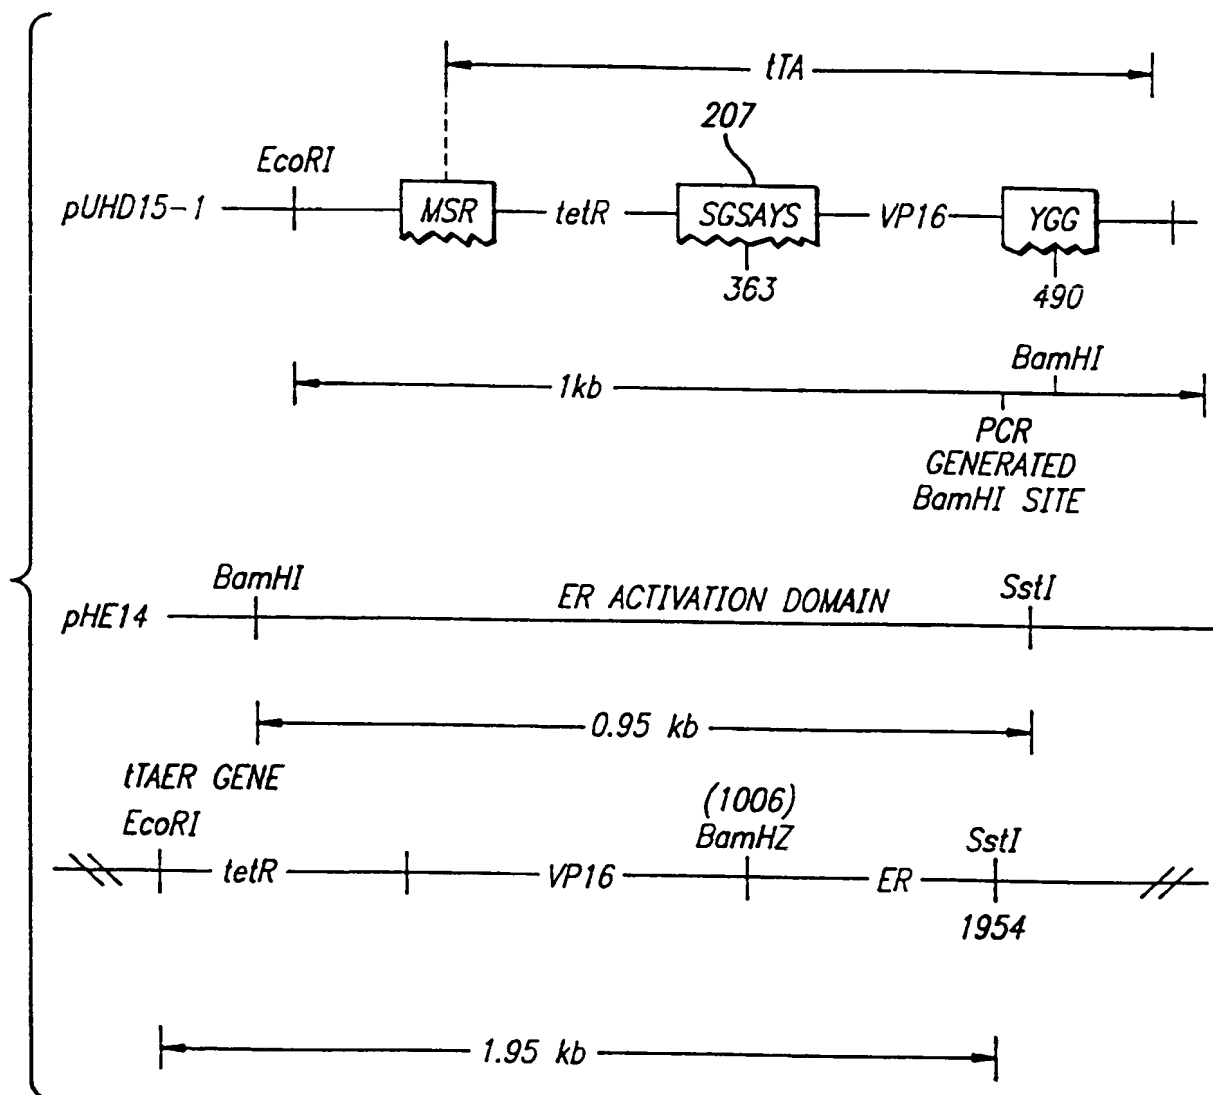 tTA
207
EcoRI
pUHD15-1 MSR tetR SGSAYS VP16 YGG
363 490
BamHI
1kb
PCR
GENERATED
BamHI SITE
BamHI ER ACTIVATION DOMAIN SstI
pHE14
0.95 kb
tTAER GENE
EcoRI
(1006)
BamHZ SstI
tetR VP16 ER
1954
1.95 kb